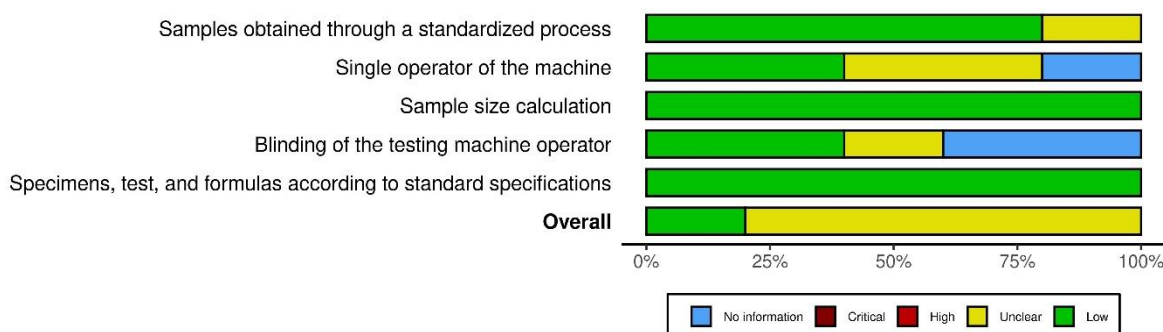 Samples obtained through a standardized process
Single operator of the machine
Sample size calculation
Blinding of the testing machine operator
Specimens, test, and formulas according to standard specifications
Overall
0% 25% 50% 75% 100%
No information Critical High Unclear Low